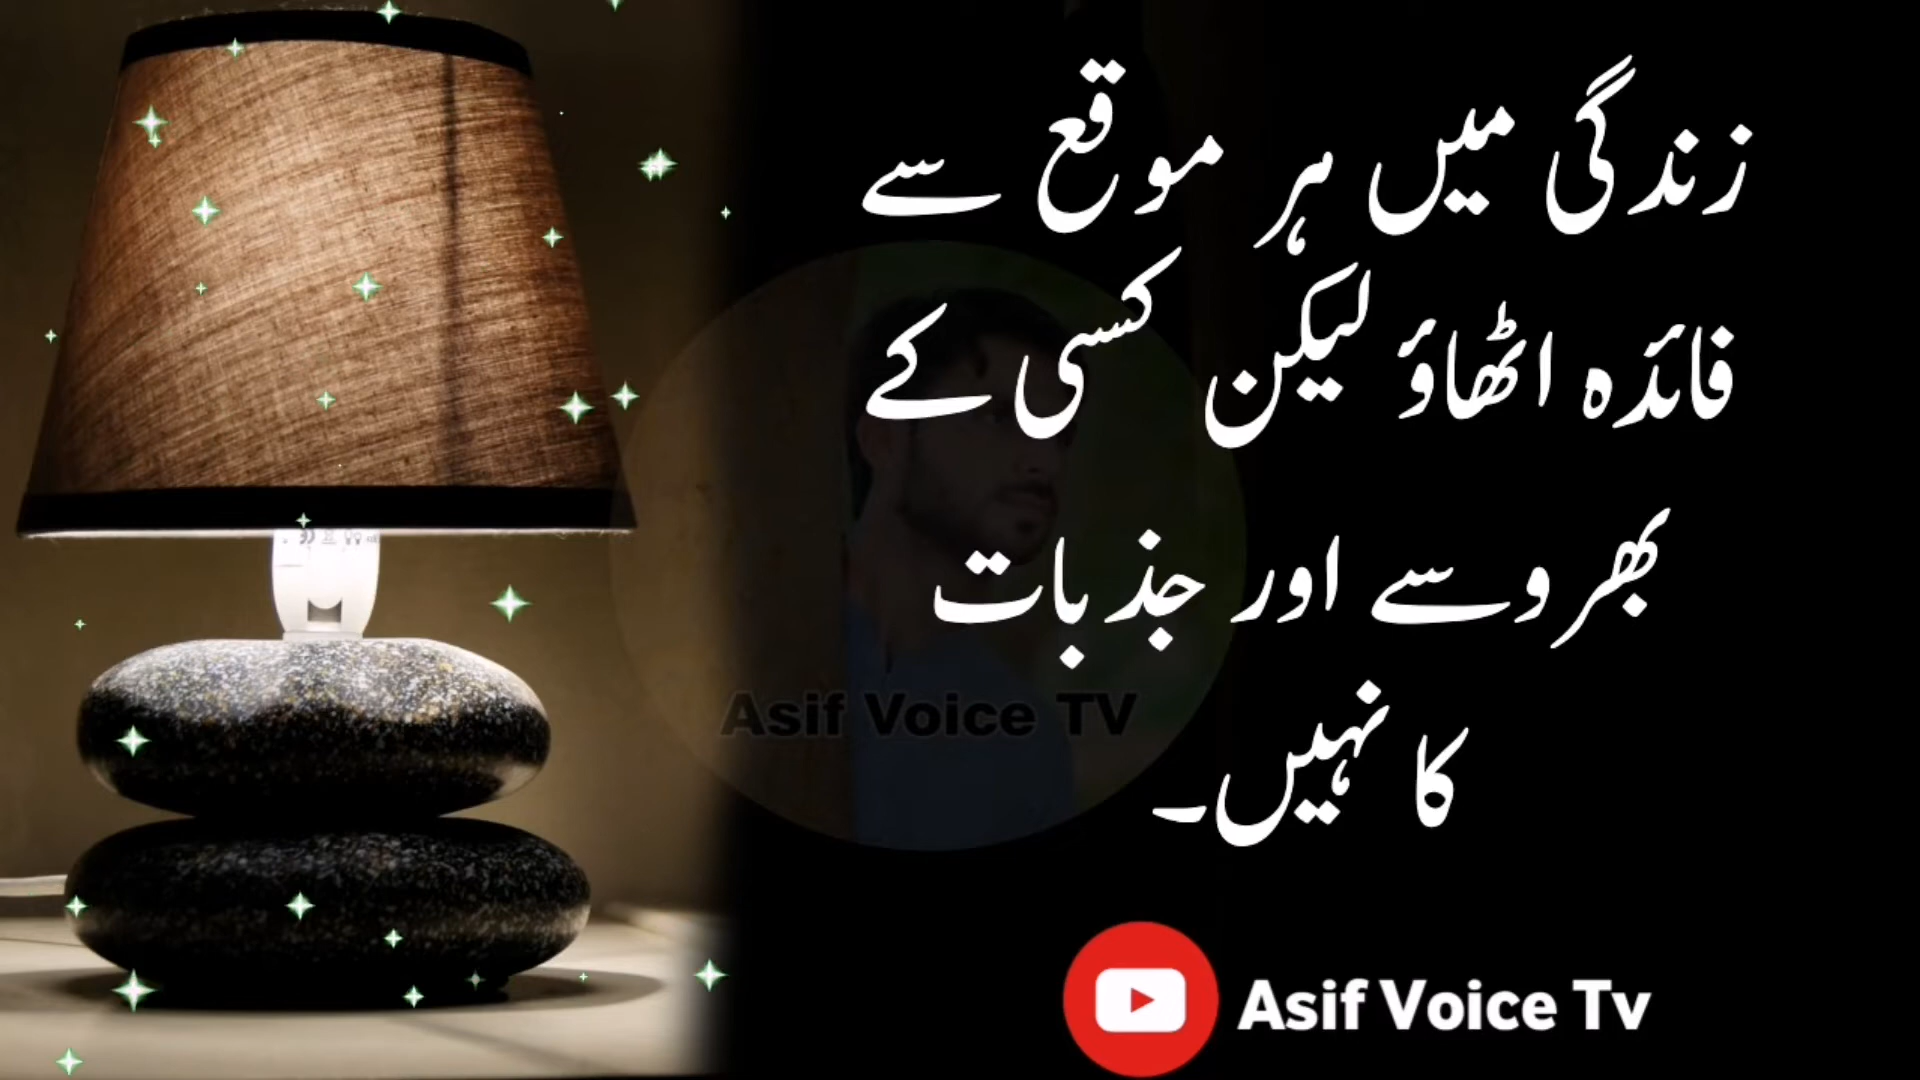 زندگی میں ہر موقع سے
فائدہ اٹھاؤ لیکن کسی کے
بھروسے اور جذبات
کا نہیں۔
Asif Voice TV
Asif Voice Tv